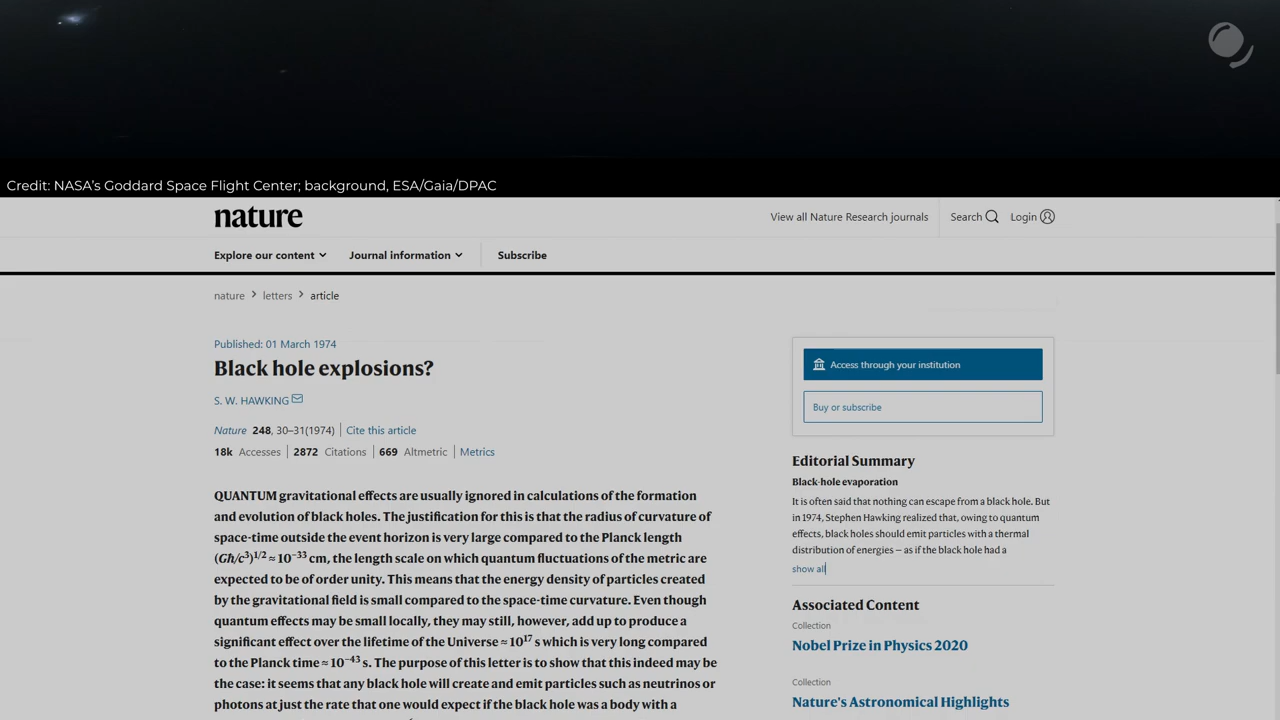 Credit: NASA's Goddard Space Flight Center; background, ESA/Gaia/DPAC
nature
View all Nature Research journals
Search
Login
Explore our content
Journal information
Subscribe
nature > letters > article
Published: 01 March 1974
Black hole explosions?
S. W. HAWKING
Nature 248, 30–31(1974) | Cite this article
18k Accesses | 2872 Citations | 669 Altmetric | Metrics
QUANTUM gravitational effects are usually ignored in calculations of the formation
and evolution of black holes. The justification for this is that the radius of curvature of
space-time outside the event horizon is very large compared to the Planck length
(Għ/c³)¹/² ≈ 10⁻³³ cm, the length scale on which quantum fluctuations of the metric are
expected to be of order unity. This means that the energy density of particles created
by the gravitational field is small compared to the space-time curvature. Even though
quantum effects may be small locally, they may still, however, add up to produce a
significant effect over the lifetime of the Universe ≈ 10¹⁷ s which is very long compared
to the Planck time ≈ 10⁻⁴³ s. The purpose of this letter is to show that this indeed may be
the case: it seems that any black hole will create and emit particles such as neutrinos or
photons at just the rate that one would expect if the black hole was a body with a
Access through your institution
Buy or subscribe
Editorial Summary
Black-hole evaporation
It is often said that nothing can escape from a black hole. But
in 1974, Stephen Hawking realized that, owing to quantum
effects, black holes should emit particles with a thermal
distribution of energies — as if the black hole had a
show all
Associated Content
Collection
Nobel Prize in Physics 2020
Collection
Nature's Astronomical Highlights